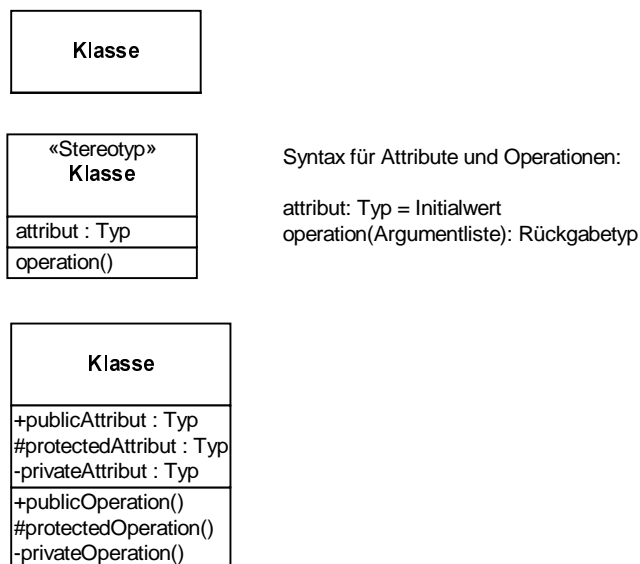 Klasse
«Stereotyp»
Klasse
attribut : Typ
operation()
Syntax für Attribute und Operationen:
attribut: Typ = Initialwert
operation(Argumentliste): Rückgabetyp
Klasse
+publicAttribut : Typ
#protectedAttribut : Typ
-privateAttribut : Typ
+publicOperation()
#protectedOperation()
-privateOperation()